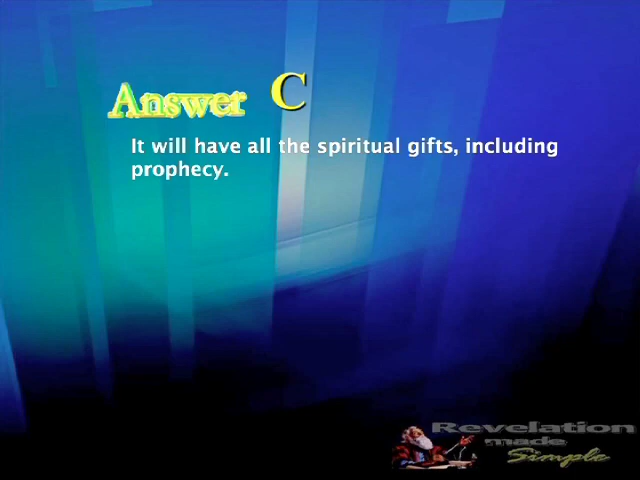 Answer C
It will have all the spiritual gifts, including
prophecy.
Revelation
made
Simple